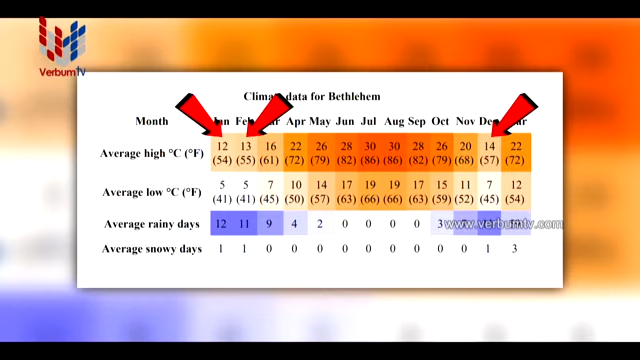 VerbumTV
Climate data for Bethlehem
Month Apr May Jun Jul Aug Sep Oct Nov
Average high °C (°F) 12 (54) 13 (55) 16 (61) 22 (72) 26 (79) 28 (82) 30 (86) 30 (86) 28 (82) 26 (79) 20 (68) 14 (57) 22 (72)
Average low °C (°F) 5 (41) 5 (41) 7 (45) 10 (50) 14 (57) 17 (63) 19 (66) 19 (66) 17 (63) 15 (59) 11 (52) 7 (45) 12 (54)
Average rainy days 12 11 9 4 2 0 0 0 0 3
www.verbumtv.com
Average snowy days 1 1 0 0 0 0 0 0 0 0 0 1 3